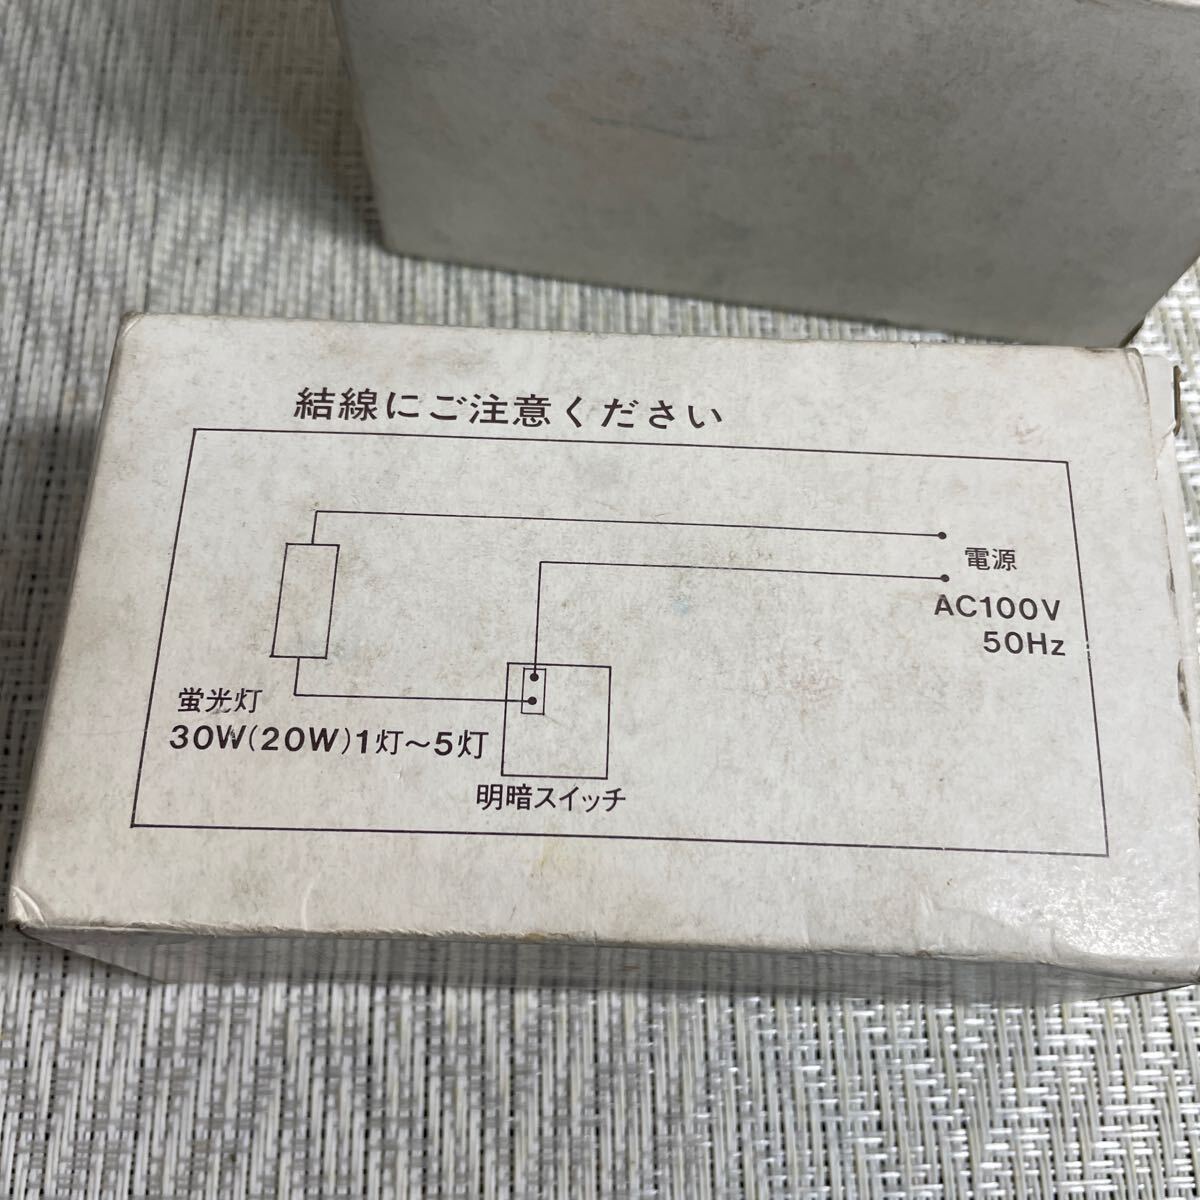 結線にご注意ください
電源
AC100V
50Hz
蛍光灯
30W(20W)1灯〜5灯
明暗スイッチ